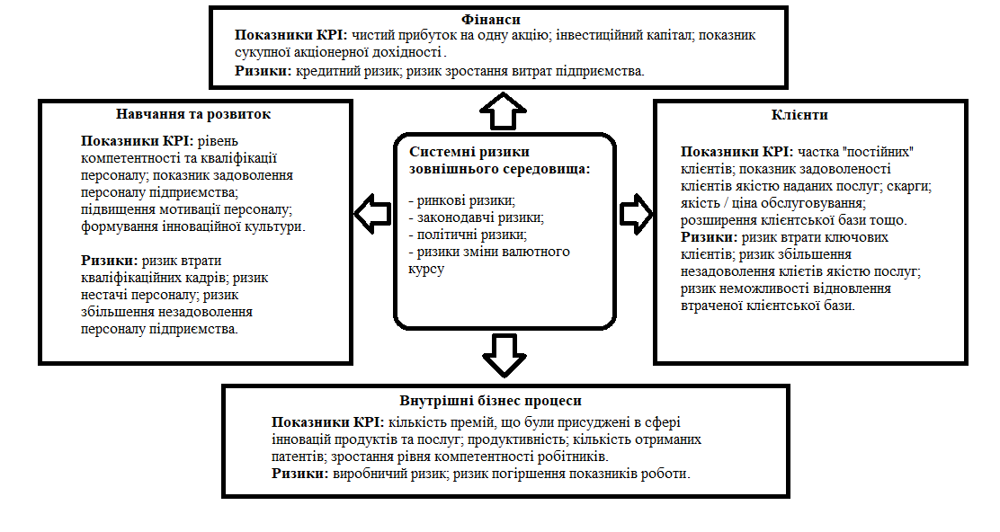 Фінанси
Показники КРІ: чистий прибуток на одну акцію; інвестиційний капітал; показник
сукупної акціонерної дохідності.
Ризики: кредитний ризик; ризик зростання витрат підприємства.
Навчання та розвиток
Показники КРІ: рівень
компетентності та кваліфікації
персоналу; показник задоволення
персоналу підприємства;
підвищення мотивації персоналу;
формування інноваційної культури.
Ризики: ризик втрати
кваліфікаційних кадрів; ризик
нестачі персоналу; ризик
збільшення незадоволення
персоналу підприємства.
Системні ризики
зовнішнього середовища:
- ринкові ризики;
- законодавчі ризики;
- політичні ризики;
- ризики зміни валютного
курсу
Клієнти
Показники КРІ: частка "постійних"
клієнтів; показник задоволеності
клієнтів якістю наданих послуг; скарги;
якість / ціна обслуговування;
розширення клієнтської бази тощо.
Ризики: ризик втрати ключових
клієнтів; ризик збільшення
незадоволення клієтів якістю послуг;
ризик неможливості відновлення
втраченої клієнтської бази.
Внутрішні бізнес процеси
Показники КРІ: кількість премій, що були присуджені в сфері
інновацій продуктів та послуг; продуктивність; кількість отриманих
патентів; зростання рівня компетентності робітників.
Ризики: виробничий ризик; ризик погіршення показників роботи.